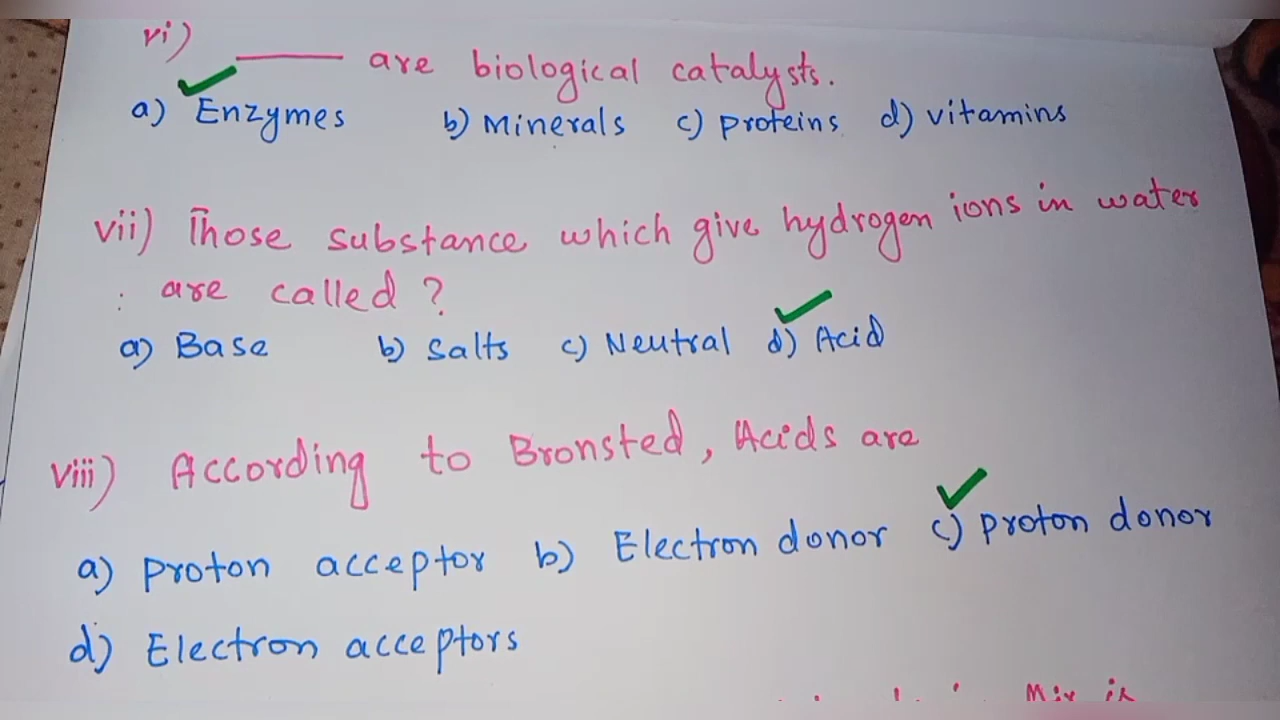 vi) ______ are biological catalysts.
a) Enzymes b) Minerals c) proteins d) vitamins
vii) Those substance which give hydrogen ions in water
are called ?
a) Base b) Salts c) Neutral d) Acid
viii) According to Bronsted, Acids are
a) proton acceptor b) Electron donor c) proton donor
d) Electron acceptors